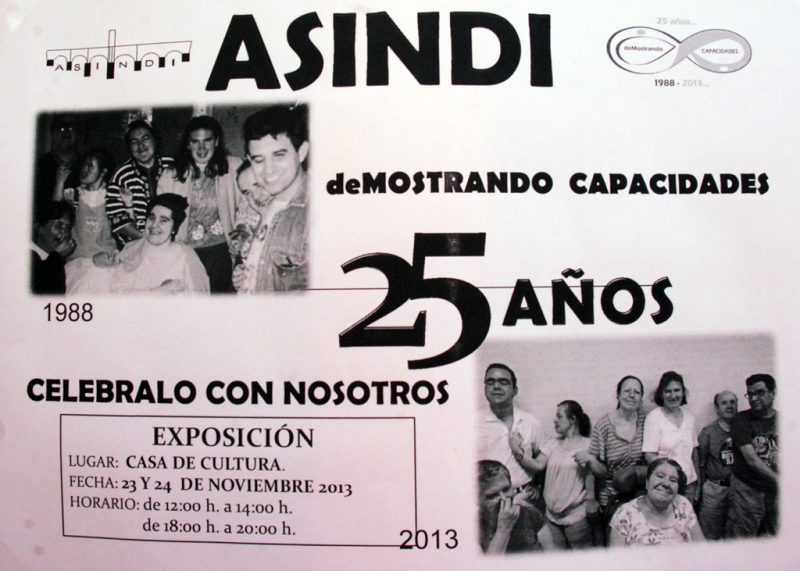 ASINDI
ASINDI
25 años...
deMostrando CAPACIDADES
1988 - 2013...
deMOSTRANDO CAPACIDADES
25 AÑOS
1988
CELEBRALO CON NOSOTROS
EXPOSICIÓN
LUGAR: CASA DE CULTURA.
FECHA: 23 Y 24 DE NOVIEMBRE 2013
HORARIO: de 12:00 h. a 14:00 h.
de 18:00 h. a 20:00 h.
2013